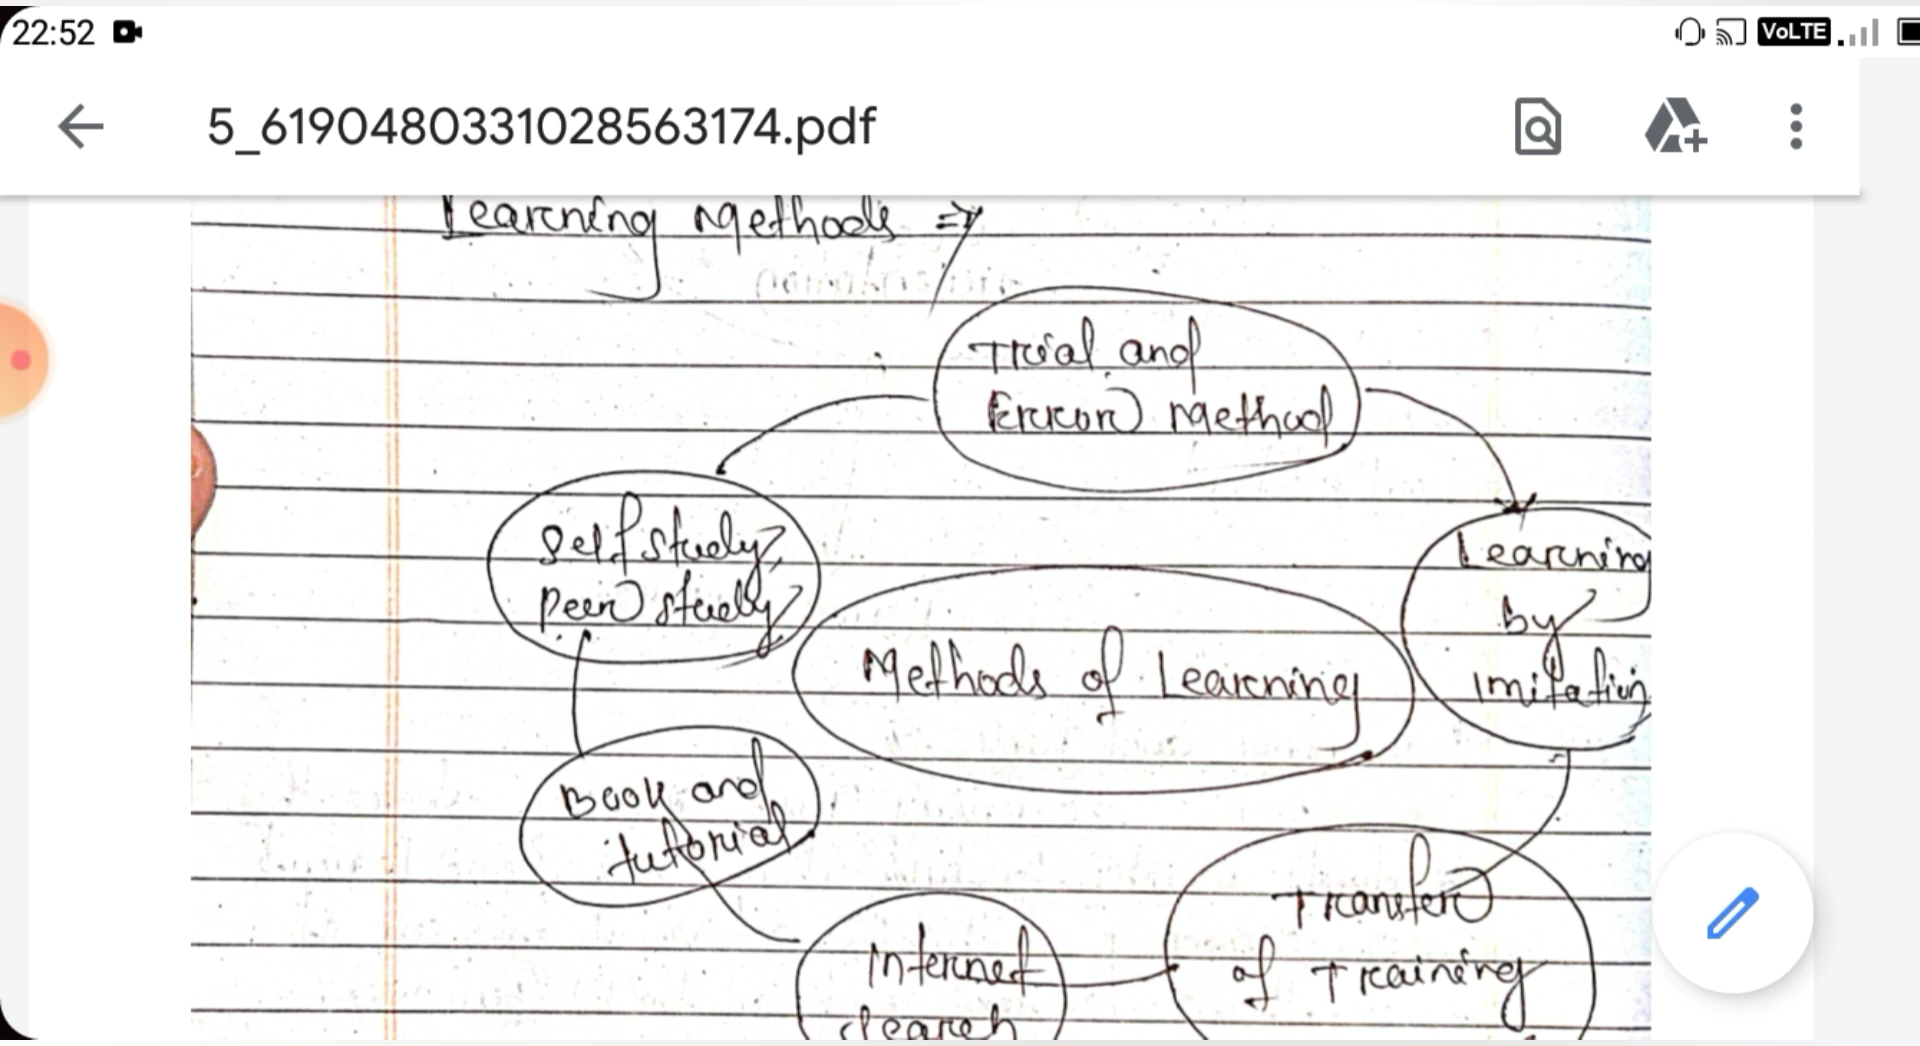 22:52
VoLTE
5_6190480331028563174.pdf
Learning Methods ⇒
Trial and
Error Method
Self study,
Peer study
Learning
by
imitation
Methods of Learning
Book and
tutorial
Transfer
of Training
Internet
search